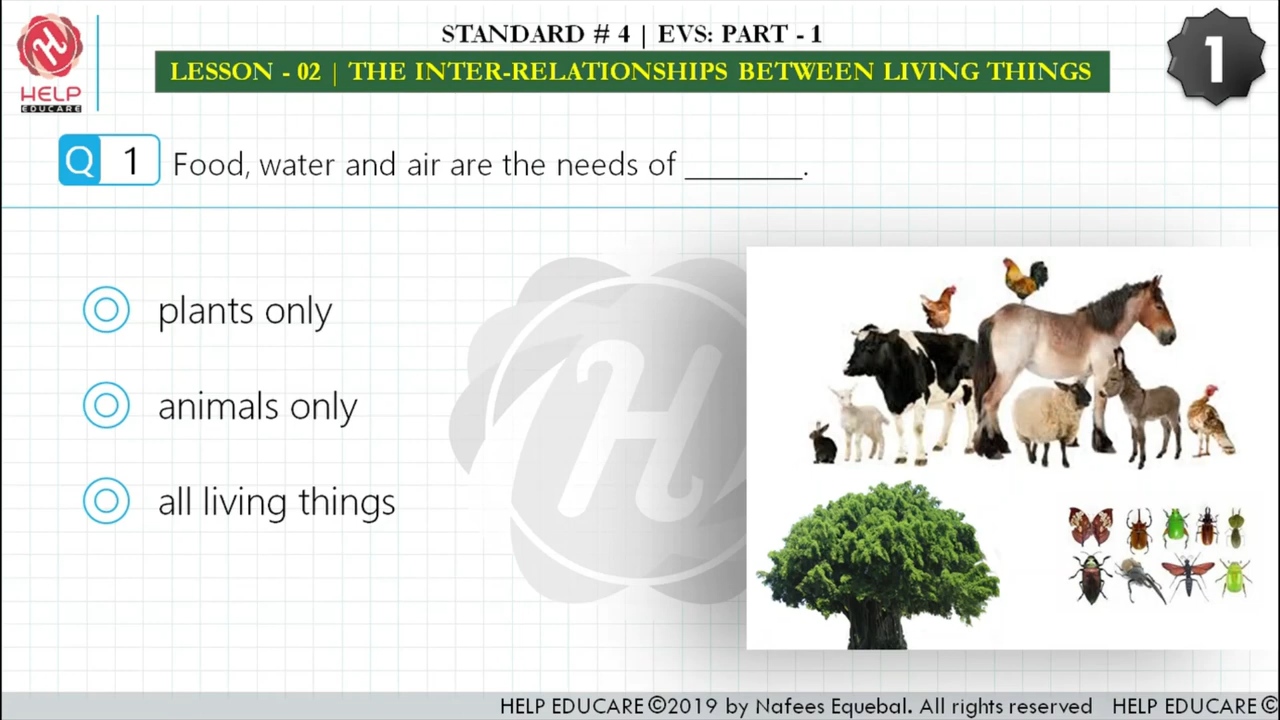 STANDARD # 4 | EVS: PART - 1
LESSON - 02 | THE INTER-RELATIONSHIPS BETWEEN LIVING THINGS
1
H
HELP
EDUCARE
Q 1 Food, water and air are the needs of ________.
plants only
animals only
all living things
H
HELP EDUCARE ©2019 by Nafees Equebal. All rights reserved HELP EDUCARE ©